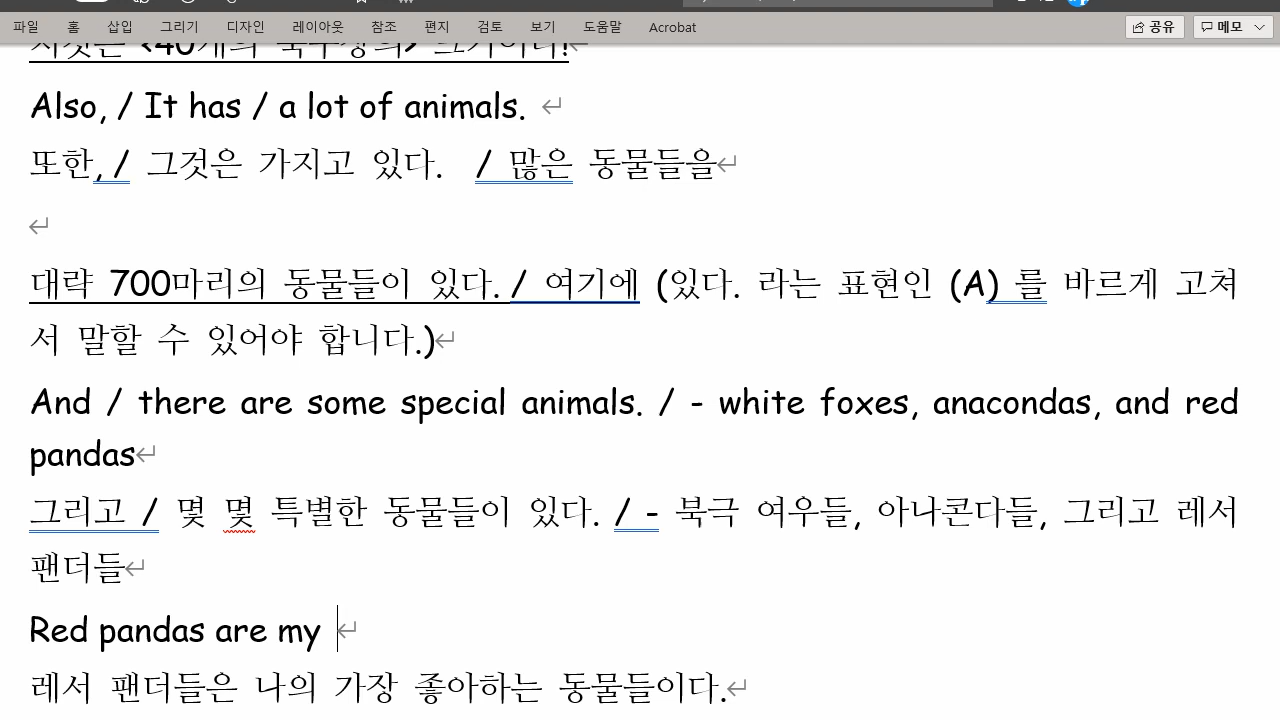 파일 홈 삽입 그리기 디자인 레이아웃 참조 편지 검토 보기 도움말 Acrobat 공유 메모
Also, / It has / a lot of animals.
또한, / 그것은 가지고 있다. / 많은 동물들을
대략 700마리의 동물들이 있다. / 여기에 (있다. 라는 표현인 (A) 를 바르게 고쳐
서 말할 수 있어야 합니다.)
And / there are some special animals. / - white foxes, anacondas, and red
pandas
그리고 / 몇 몇 특별한 동물들이 있다. / - 북극 여우들, 아나콘다들, 그리고 레서
팬더들
Red pandas are my
레서 팬더들은 나의 가장 좋아하는 동물들이다.